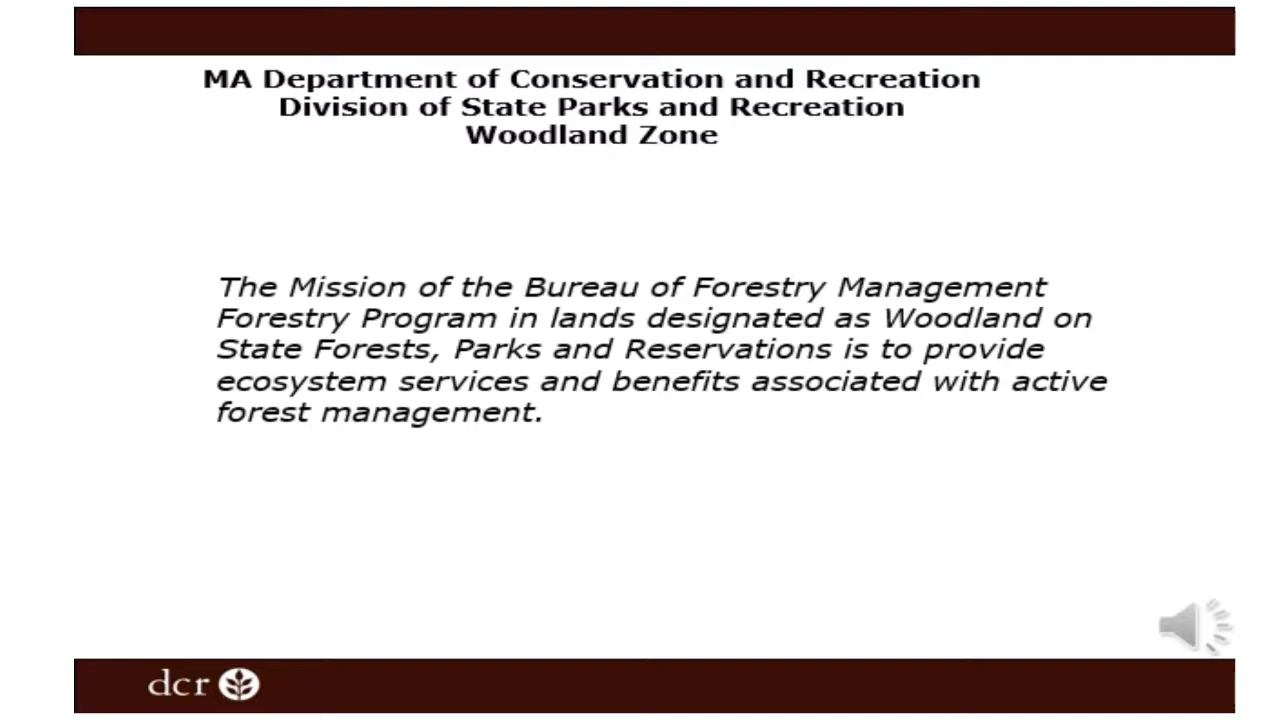 MA Department of Conservation and Recreation
Division of State Parks and Recreation
Woodland Zone
The Mission of the Bureau of Forestry Management
Forestry Program in lands designated as Woodland on
State Forests, Parks and Reservations is to provide
ecosystem services and benefits associated with active
forest management.
dcr